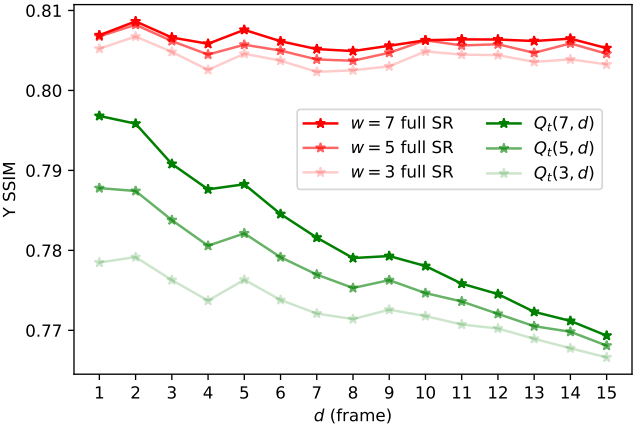 0.81
0.80
0.79
0.78
0.77
Y SSIM
w = 7 full SR
w = 5 full SR
w = 3 full SR
Qₜ(7, d)
Qₜ(5, d)
Qₜ(3, d)
1 2 3 4 5 6 7 8 9 10 11 12 13 14 15
d (frame)